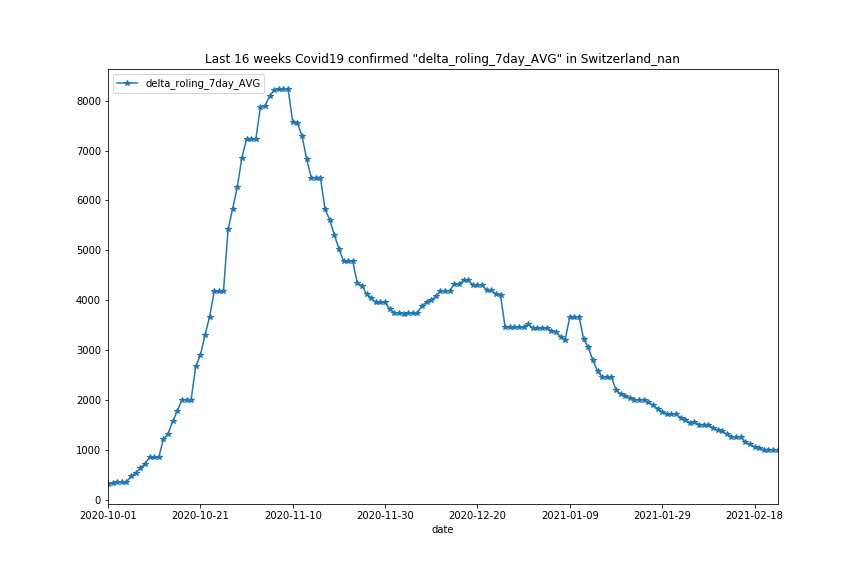 Last 16 weeks Covid19 confirmed "delta_roling_7day_AVG" in Switzerland_nan
delta_roling_7day_AVG
8000
7000
6000
5000
4000
3000
2000
1000
0
2020-10-01 2020-10-21 2020-11-10 2020-11-30 2020-12-20 2021-01-09 2021-01-29 2021-02-18
date